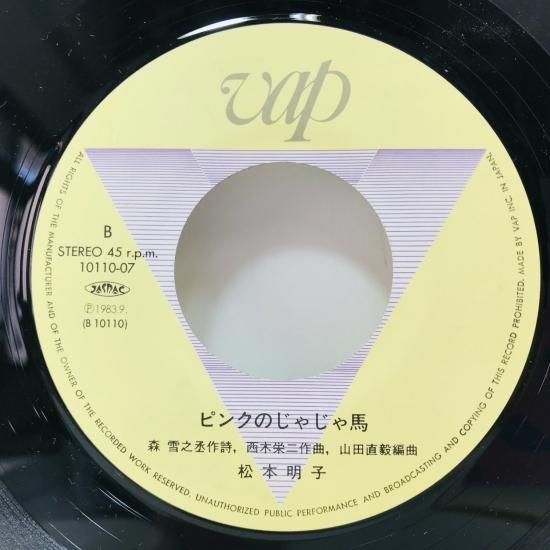 vap
B
STEREO 45 r.p.m.
10110-07
JASRAC
Ⓟ1983.9.
(B 10110)
ピンクのじゃじゃ馬
森 雪之丞作詩, 西木栄二作曲, 山田直毅編曲
松本明子
ALL RIGHTS OF THE MANUFACTURER AND OF THE OWNER OF THE RECORDED WORK RESERVED. UNAUTHORIZED PUBLIC PERFORMANCE AND BROADCASTING AND COPYING OF THIS RECORD PROHIBITED. MADE BY VAP INC. IN JAPAN.